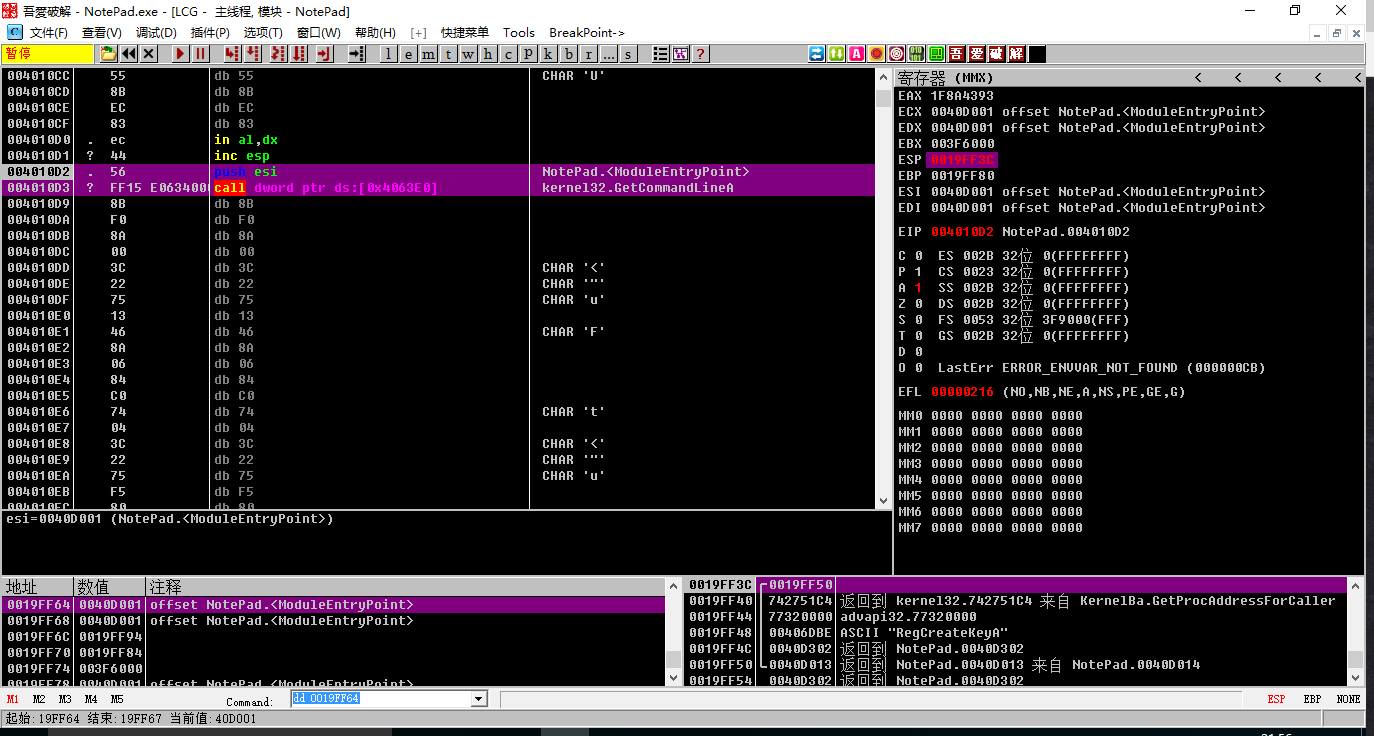 吾爱破解 - NotePad.exe - [LCG - 主线程, 模块 - NotePad]
文件(F) 查看(V) 调试(D) 插件(P) 选项(T) 窗口(W) 帮助(H) [+] 快捷菜单 Tools BreakPoint->
暂停 l e m t w h c P k b r ... s ? 吾 爱 破 解
004010CC 55 db 55 CHAR 'U'
004010CD 8B db 8B
004010CE EC db EC
004010CF 83 db 83
004010D0 . ec in al,dx
004010D1 ? 44 inc esp
004010D2 . 56 push esi NotePad.<ModuleEntryPoint>
004010D3 ? FF15 E0634000 call dword ptr ds:[0x4063E0] kernel32.GetCommandLineA
004010D9 8B db 8B
004010DA F0 db F0
004010DB 8A db 8A
004010DC 00 db 00
004010DD 3C db 3C CHAR '<'
004010DE 22 db 22 CHAR '"'
004010DF 75 db 75 CHAR 'u'
004010E0 13 db 13
004010E1 46 db 46 CHAR 'F'
004010E2 8A db 8A
004010E3 06 db 06
004010E4 84 db 84
004010E5 C0 db C0
004010E6 74 db 74 CHAR 't'
004010E7 04 db 04
004010E8 3C db 3C CHAR '<'
004010E9 22 db 22 CHAR '"'
004010EA 75 db 75 CHAR 'u'
004010EB F5 db F5
004010EC 80 db 80
esi=0040D001 (NotePad.<ModuleEntryPoint>)
寄存器 (MMX) < < < < <
EAX 1F8A4393
ECX 0040D001 offset NotePad.<ModuleEntryPoint>
EDX 0040D001 offset NotePad.<ModuleEntryPoint>
EBX 003F6000
ESP 0019FF3C
EBP 0019FF80
ESI 0040D001 offset NotePad.<ModuleEntryPoint>
EDI 0040D001 offset NotePad.<ModuleEntryPoint>
EIP 004010D2 NotePad.004010D2
C 0 ES 002B 32位 0(FFFFFFFF)
P 1 CS 0023 32位 0(FFFFFFFF)
A 1 SS 002B 32位 0(FFFFFFFF)
Z 0 DS 002B 32位 0(FFFFFFFF)
S 0 FS 0053 32位 3F9000(FFF)
T 0 GS 002B 32位 0(FFFFFFFF)
D 0
O 0 LastErr ERROR_ENVVAR_NOT_FOUND (000000CB)
EFL 00000216 (NO,NB,NE,A,NS,PE,GE,G)
MM0 0000 0000 0000 0000
MM1 0000 0000 0000 0000
MM2 0000 0000 0000 0000
MM3 0000 0000 0000 0000
MM4 0000 0000 0000 0000
MM5 0000 0000 0000 0000
MM6 0000 0000 0000 0000
MM7 0000 0000 0000 0000
地址 数值 注释
0019FF64 0040D001 offset NotePad.<ModuleEntryPoint>
0019FF68 0040D001 offset NotePad.<ModuleEntryPoint>
0019FF6C 0019FF94
0019FF70 0019FF84
0019FF74 003F6000
0019FF78 0040D001 offset NotePad.<ModuleEntryPoint>
0019FF3C 0019FF50
0019FF40 742751C4 返回到 kernel32.742751C4 来自 KernelBa.GetProcAddressForCaller
0019FF44 77320000 advapi32.77320000
0019FF48 00406DBE ASCII "RegCreateKeyA"
0019FF4C 0040D302 返回到 NotePad.0040D302
0019FF50 0040D013 返回到 NotePad.0040D013 来自 NotePad.0040D014
0019FF54 0040D302 返回到 NotePad.0040D302
M1 M2 M3 M4 M5 Command: dd 0019FF64 ESP EBP NONE
起始:19FF64 结束:19FF67 当前值:40D001